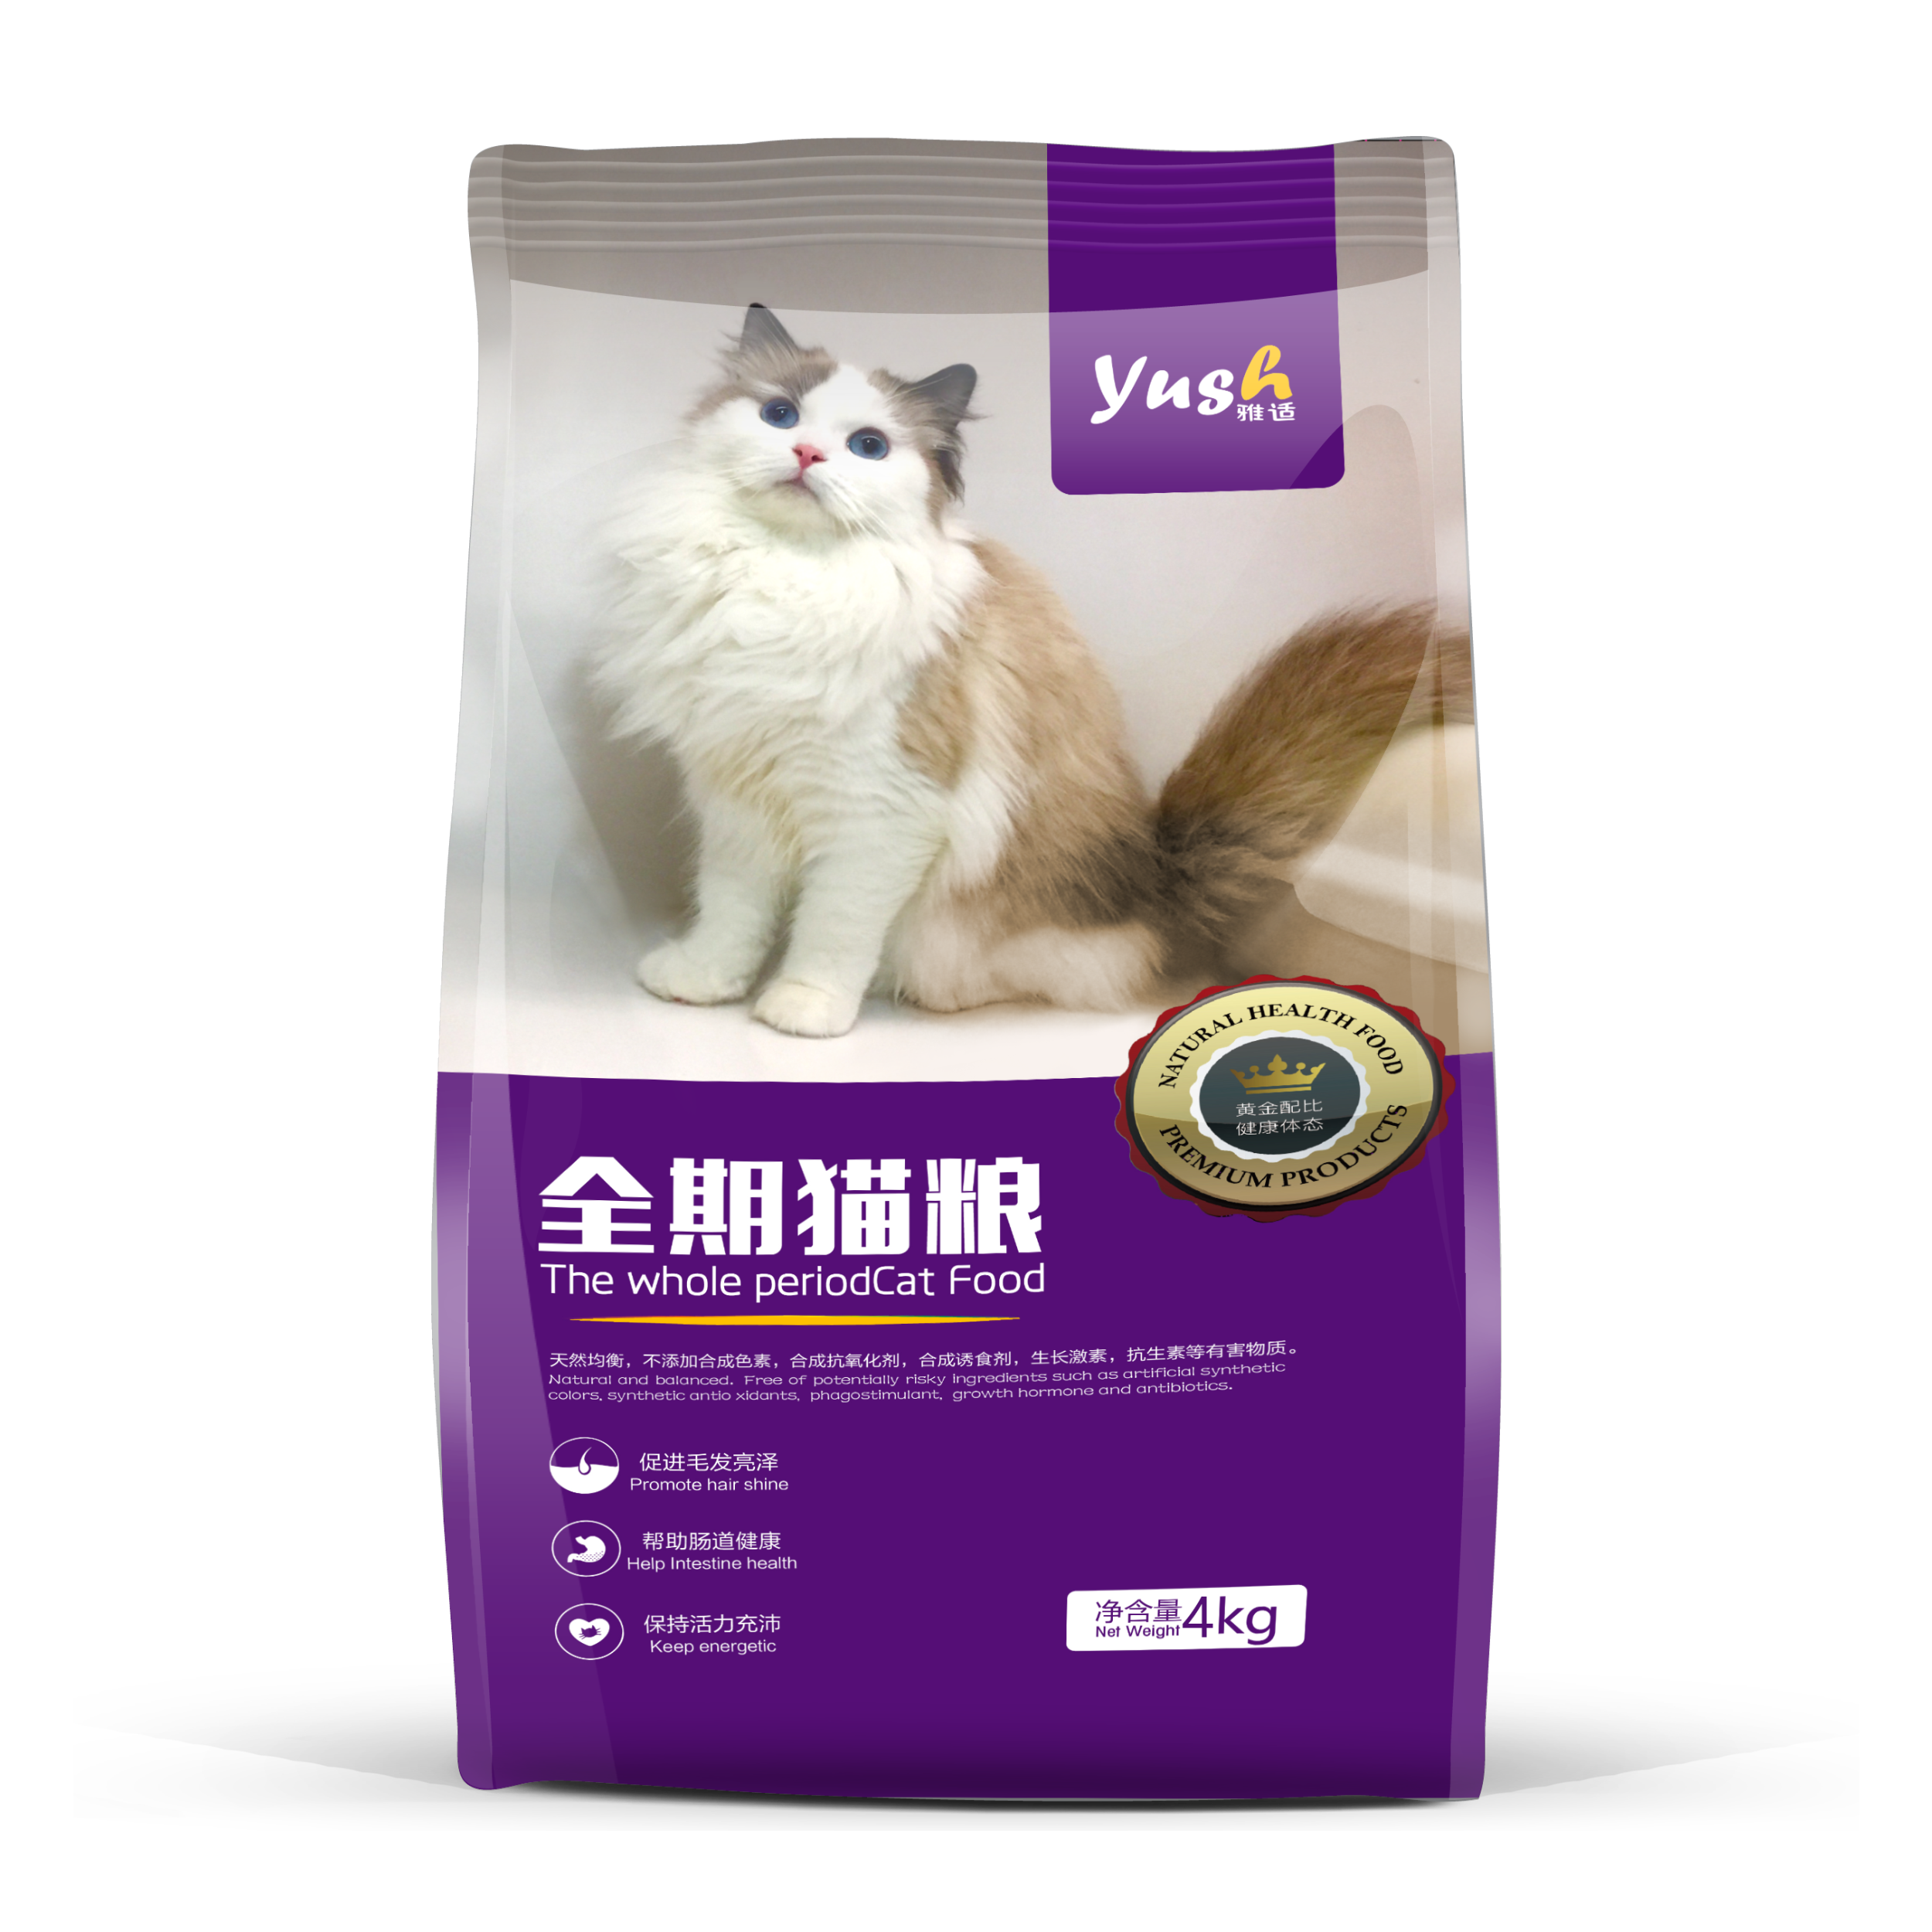 yush
雅适
NATURAL HEALTH FOOD
黄金配比
健康体态
PREMIUM PRODUCTS
全期猫粮
The whole periodCat Food
天然均衡，不添加合成色素，合成抗氧化剂，合成诱食剂，生长激素，抗生素等有害物质。
Natural and balanced. Free of potentially risky ingredients such as artificial synthetic
colors, synthetic antio xidants, phagostimulant, growth hormone and antibiotics.
促进毛发亮泽
Promote hair shine
帮助肠道健康
Help Intestine health
保持活力充沛
Keep energetic
净含量
Net Weight
4kg